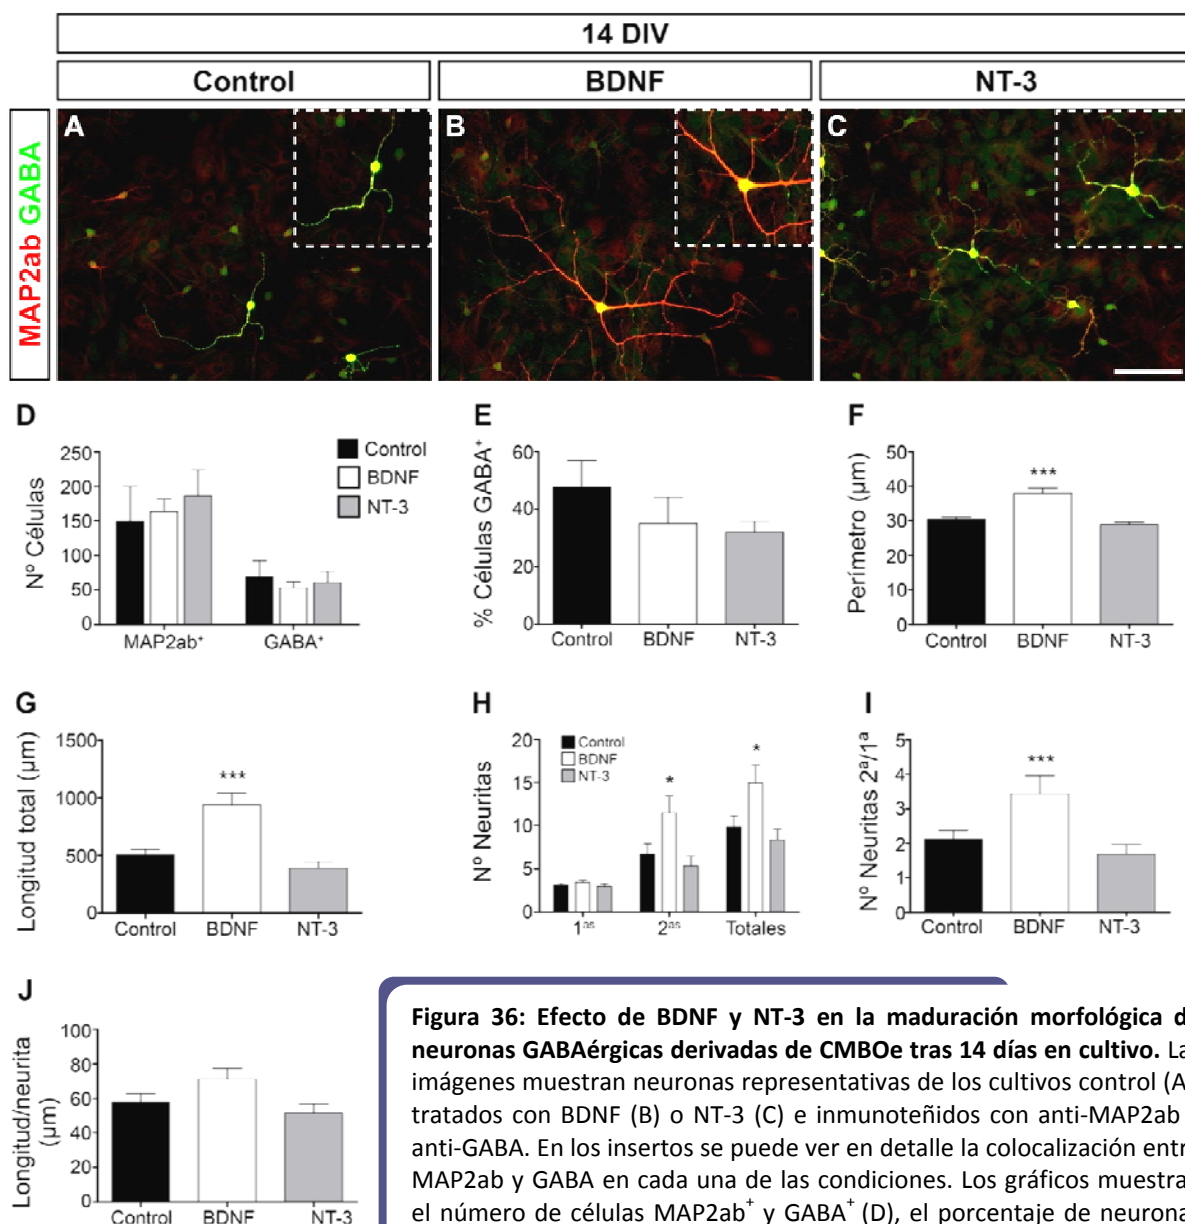 14 DIV
Control
BDNF
NT-3
MAP2ab GABA
A
B
C
D
Nº Células
250
200
150
100
50
0
MAP2ab⁺
GABA⁺
Control
BDNF
NT-3
E
% Células GABA⁺
60
40
20
0
Control
BDNF
NT-3
F
Perímetro (µm)
50
40
30
20
10
0
***
Control
BDNF
NT-3
G
Longitud total (µm)
1500
1000
500
0
***
Control
BDNF
NT-3
H
Nº Neuritas
20
15
10
5
0
Control
BDNF
NT-3
*
*
1ᵃˢ
2ᵃˢ
Totales
I
Nº Neuritas 2ª/1ª
5
4
3
2
1
0
***
Control
BDNF
NT-3
J
Longitud/neurita
(µm)
100
80
60
40
20
0
Control
BDNF
NT-3
Figura 36: Efecto de BDNF y NT-3 en la maduración morfológica d
neuronas GABAérgicas derivadas de CMBOe tras 14 días en cultivo. La
imágenes muestran neuronas representativas de los cultivos control (A
tratados con BDNF (B) o NT-3 (C) e inmunoteñidos con anti-MAP2ab
anti-GABA. En los insertos se puede ver en detalle la colocalización entr
MAP2ab y GABA en cada una de las condiciones. Los gráficos muestra
el número de células MAP2ab⁺ y GABA⁺ (D), el porcentaje de neurona